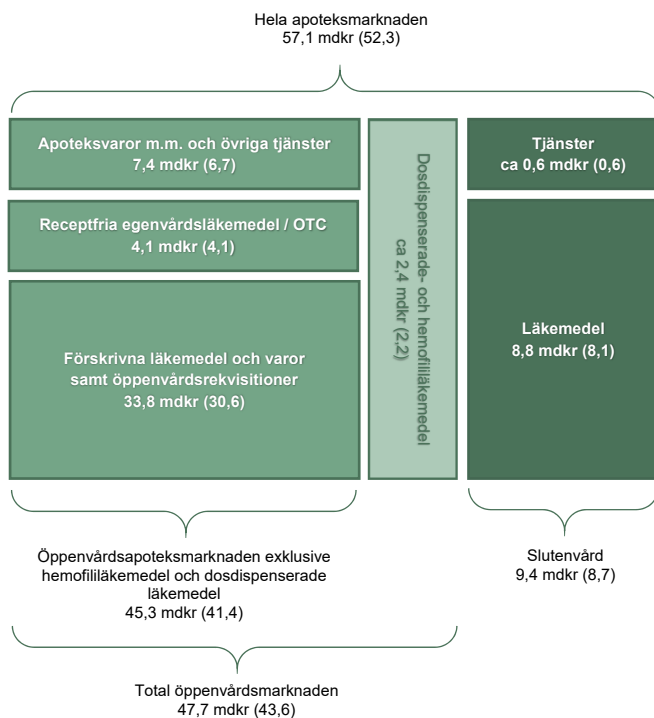 Hela apoteksmarknaden
57,1 mdkr (52,3)
Apoteksvaror m.m. och övriga tjänster
7,4 mdkr (6,7)
Receptfria egenvårdsläkemedel / OTC
4,1 mdkr (4,1)
Förskrivna läkemedel och varor
samt öppenvårdsrekvisitioner
33,8 mdkr (30,6)
Dosdispenserade- och hemofililäkemedel
ca 2,4 mdkr (2,2)
Tjänster
ca 0,6 mdkr (0,6)
Läkemedel
8,8 mdkr (8,1)
Öppenvårdsapoteksmarknaden exklusive
hemofililäkemedel och dosdispenserade
läkemedel
45,3 mdkr (41,4)
Slutenvård
9,4 mdkr (8,7)
Total öppenvårdsmarknaden
47,7 mdkr (43,6)